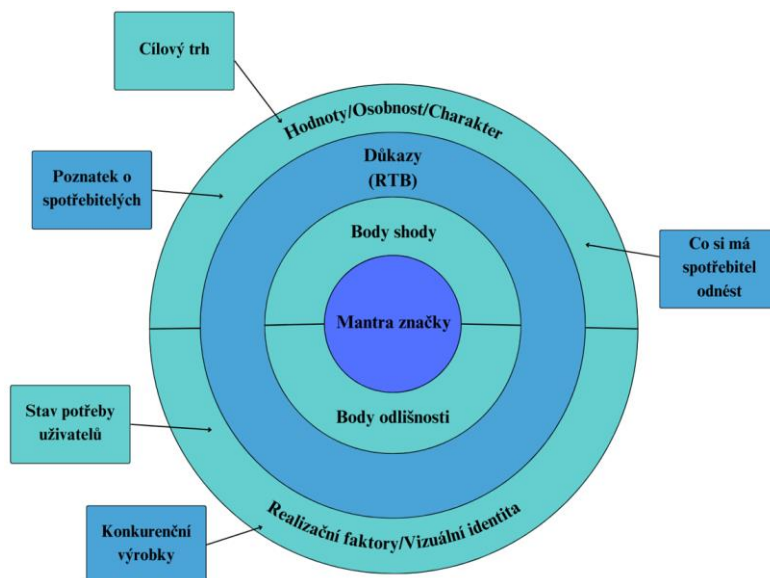 Cílový trh
Hodnoty/Osobnost/Charakter
Důkazy
(RTB)
Poznatek o
spotřebitelých
Body shody
Co si má
spotřebitel
odnést
Mantra značky
Stav potřeby
uživatelů
Body odlišnosti
Realizační faktory/Vizuální identita
Konkurenční
výrobky